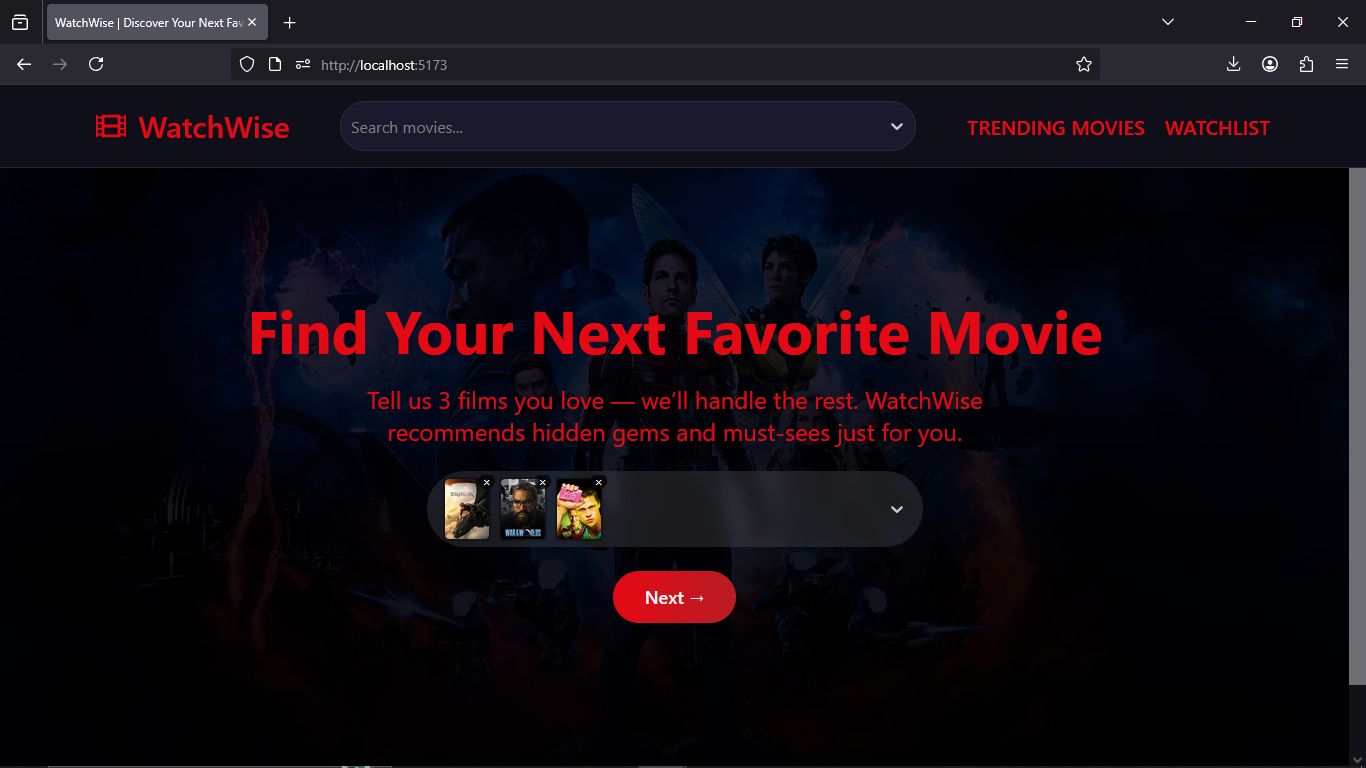 WatchWise | Discover Your Next Fav
http://localhost:5173
WatchWise
Search movies...
TRENDING MOVIES
WATCHLIST
Find Your Next Favorite Movie
Tell us 3 films you love — we’ll handle the rest. WatchWise
recommends hidden gems and must-sees just for you.
Next →